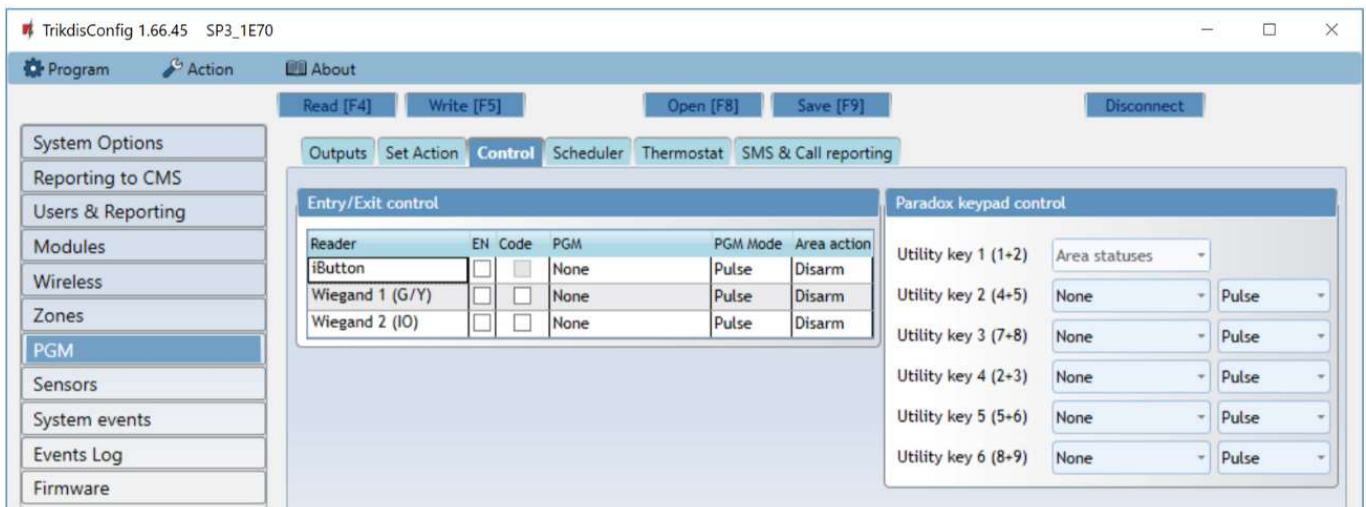 TrikdisConfig 1.66.45 SP3_1E70
Program Action About
Read [F4] Write [F5] Open [F8] Save [F9] Disconnect
System Options
Reporting to CMS
Users & Reporting
Modules
Wireless
Zones
PGM
Sensors
System events
Events Log
Firmware
Outputs Set Action Control Scheduler Thermostat SMS & Call reporting
Entry/Exit control
Reader EN Code PGM PGM Mode Area action
iButton None Pulse Disarm
Wiegand 1 (G/Y) None Pulse Disarm
Wiegand 2 (IO) None Pulse Disarm
Paradox keypad control
Utility key 1 (1+2) Area statuses
Utility key 2 (4+5) None Pulse
Utility key 3 (7+8) None Pulse
Utility key 4 (2+3) None Pulse
Utility key 5 (5+6) None Pulse
Utility key 6 (8+9) None Pulse